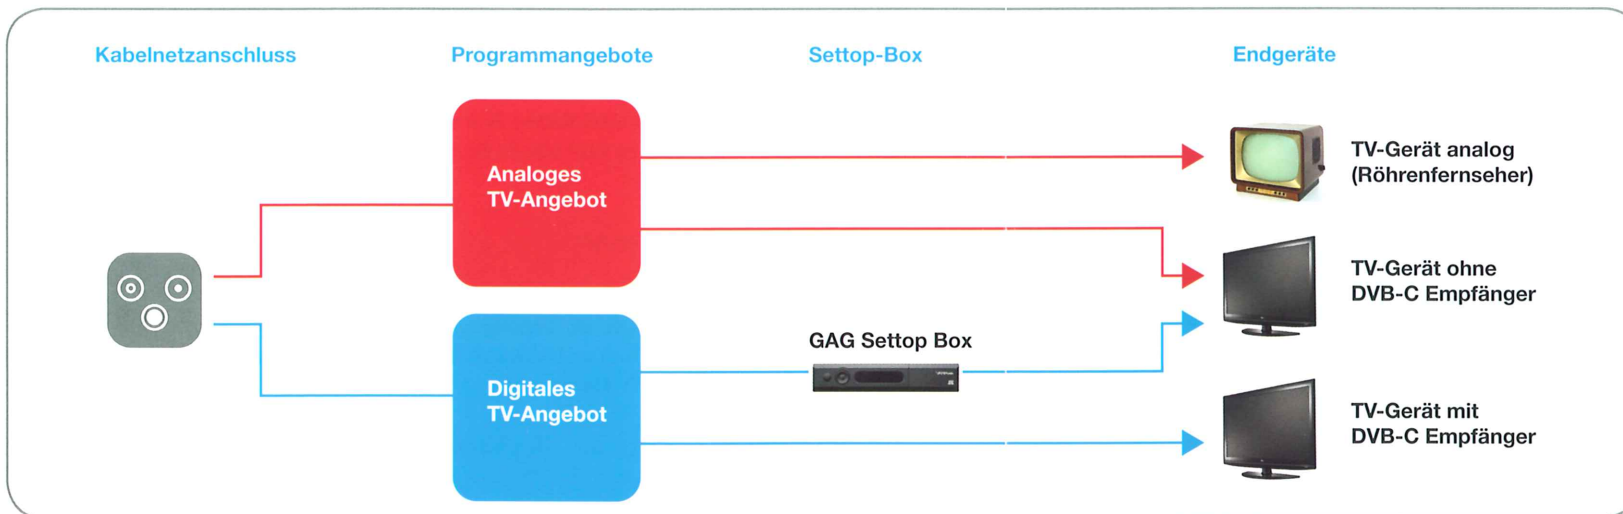 Kabelnetzanschluss
Programmangebote
Settop-Box
Endgeräte
Analoges
TV-Angebot
TV-Gerät analog
(Röhrenfernseher)
TV-Gerät ohne
DVB-C Empfänger
GAG Settop Box
Digitales
TV-Angebot
TV-Gerät mit
DVB-C Empfänger